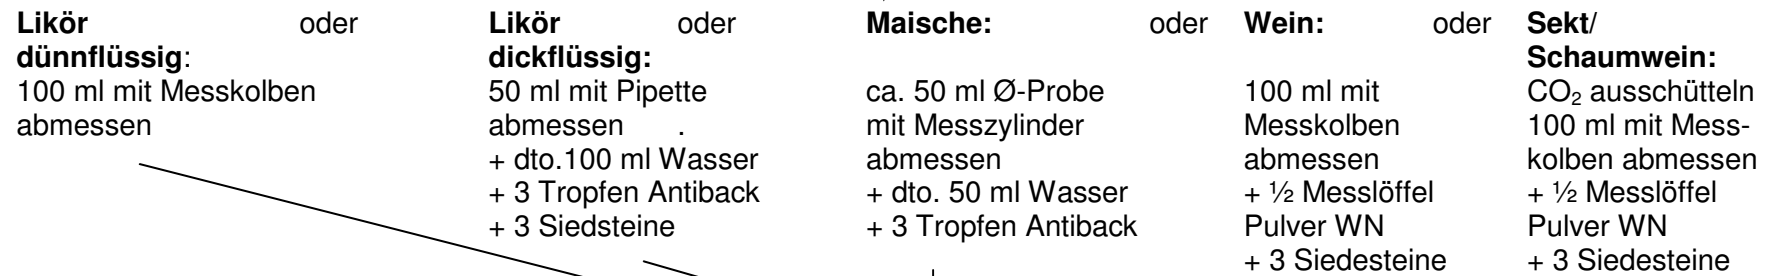 Likör oder
dünnflüssig:
100 ml mit Messkolben
abmessen
Likör oder
dickflüssig:
50 ml mit Pipette
abmessen .
+ dto.100 ml Wasser
+ 3 Tropfen Antiback
+ 3 Siedsteine
Maische: oder
ca. 50 ml Ø-Probe
mit Messzylinder
abmessen
+ dto. 50 ml Wasser
+ 3 Tropfen Antiback
Wein: oder
100 ml mit
Messkolben
abmessen
+ ½ Messlöffel
Pulver WN
+ 3 Siedesteine
Sekt/
Schaumwein:
CO₂ ausschütteln
100 ml mit Mess-
kolben abmessen
+ ½ Messlöffel
Pulver WN
+ 3 Siedesteine